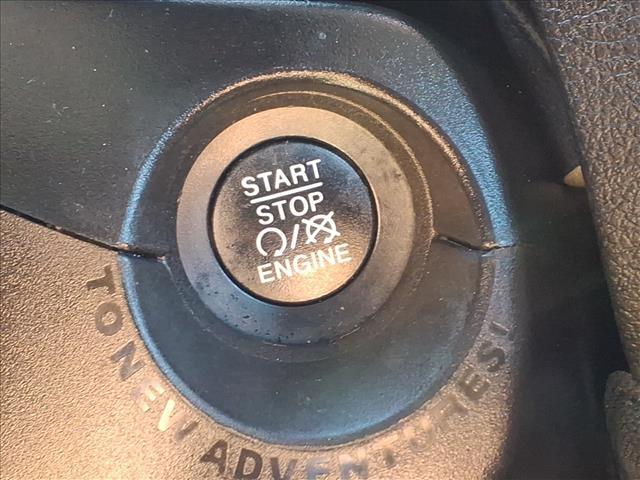 START
STOP
/
ENGINE
TO NEW ADVENTURES!